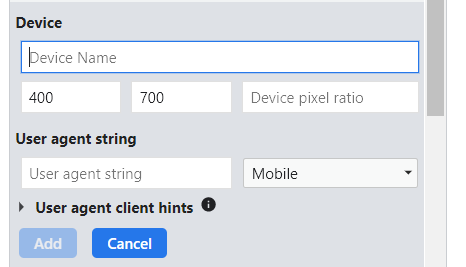 Device
Device Name
400 700 Device pixel ratio
User agent string
User agent string Mobile
User agent client hints
Add Cancel